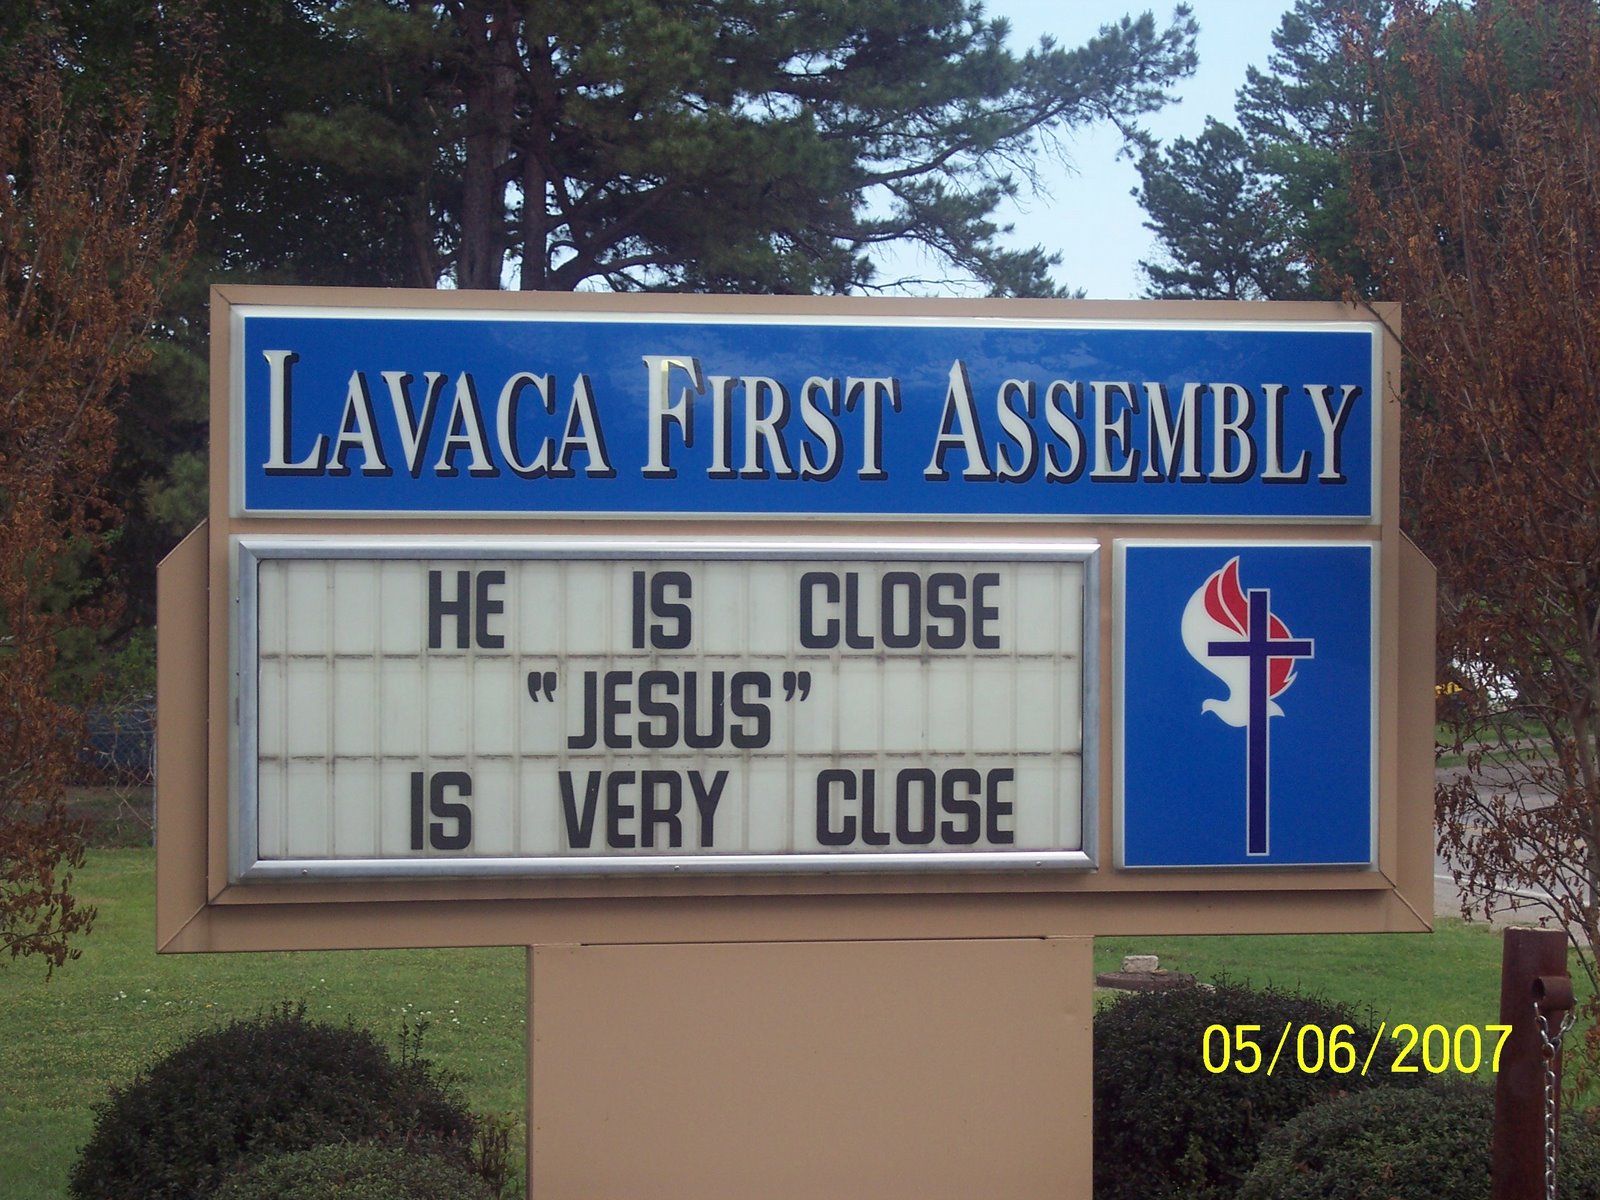 LAVACA FIRST ASSEMBLY
HE IS CLOSE
"JESUS"
IS VERY CLOSE
05/06/2007